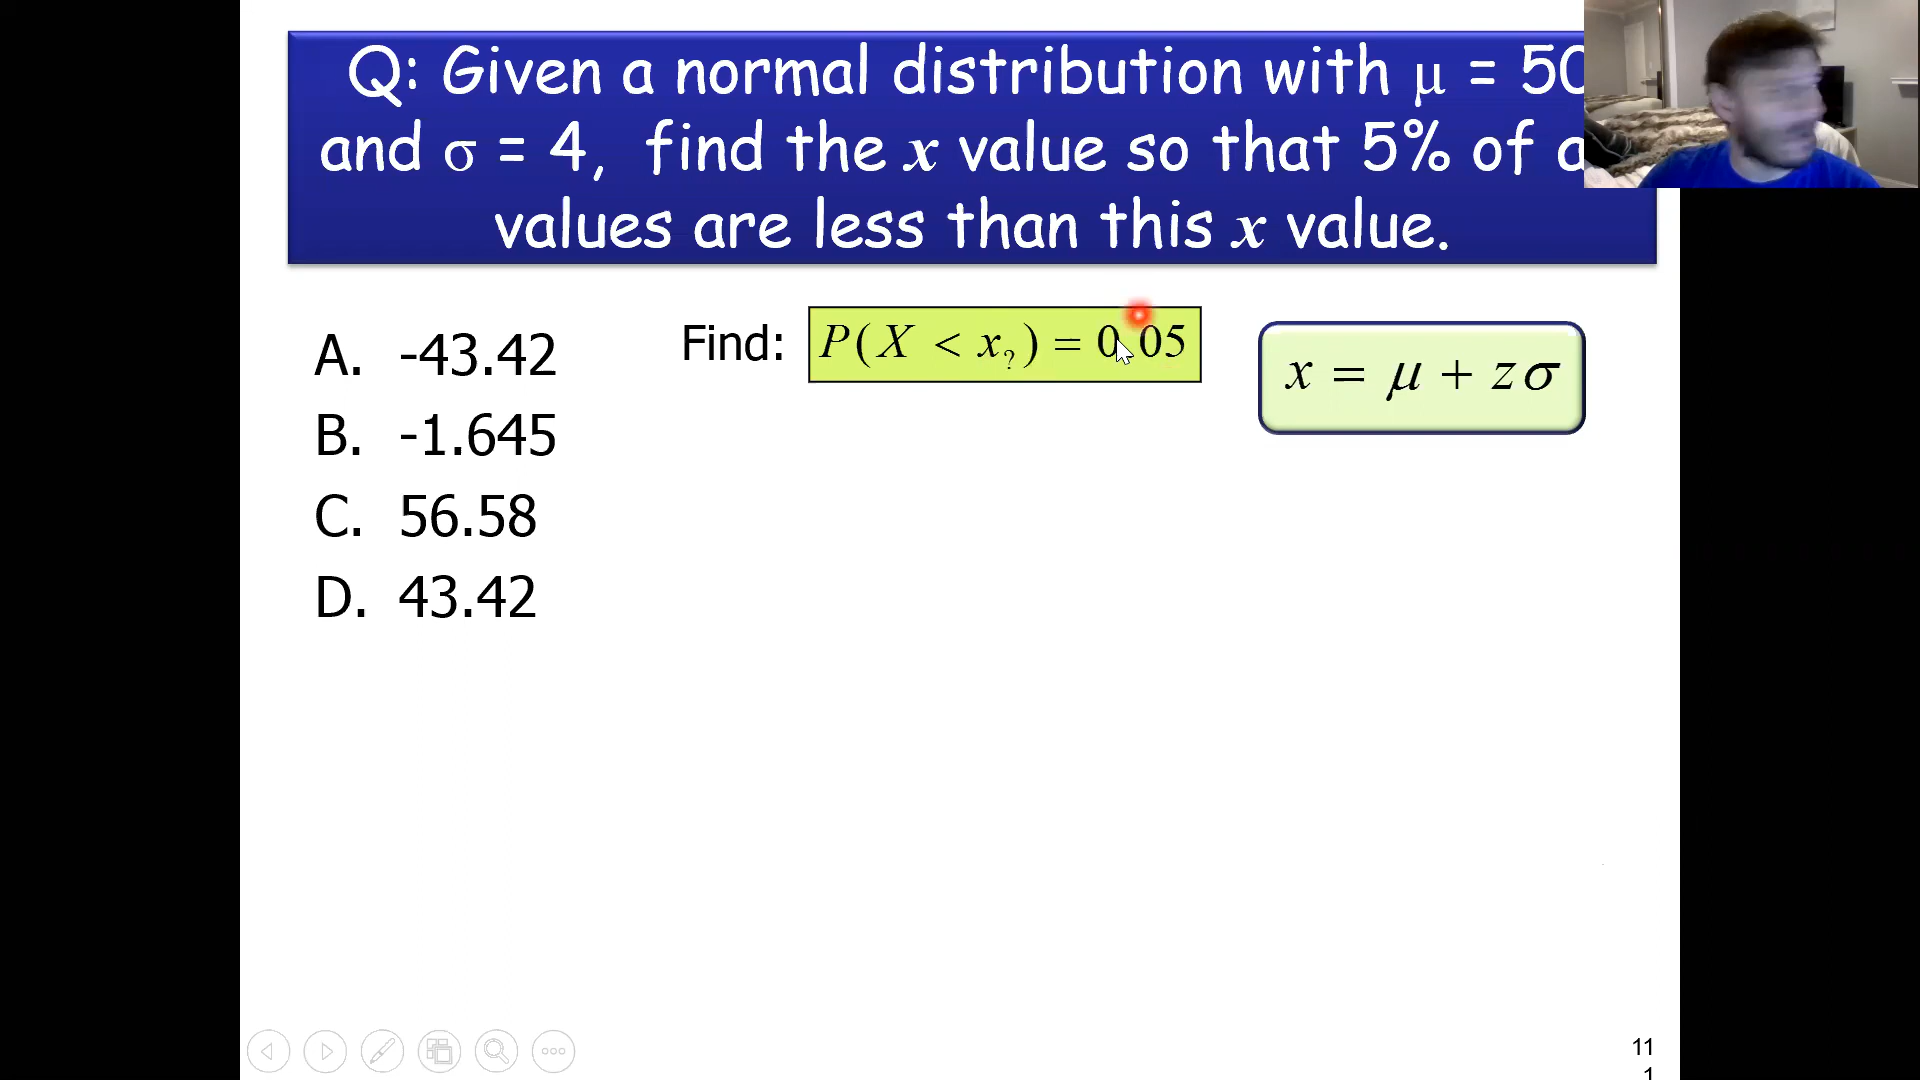 Q: Given a normal distribution with μ = 50
and σ = 4, find the x value so that 5% of
values are less than this x value.
Find: P(X < x?) = 0.05
x = μ + zσ
A. -43.42
B. -1.645
C. 56.58
D. 43.42
11
1